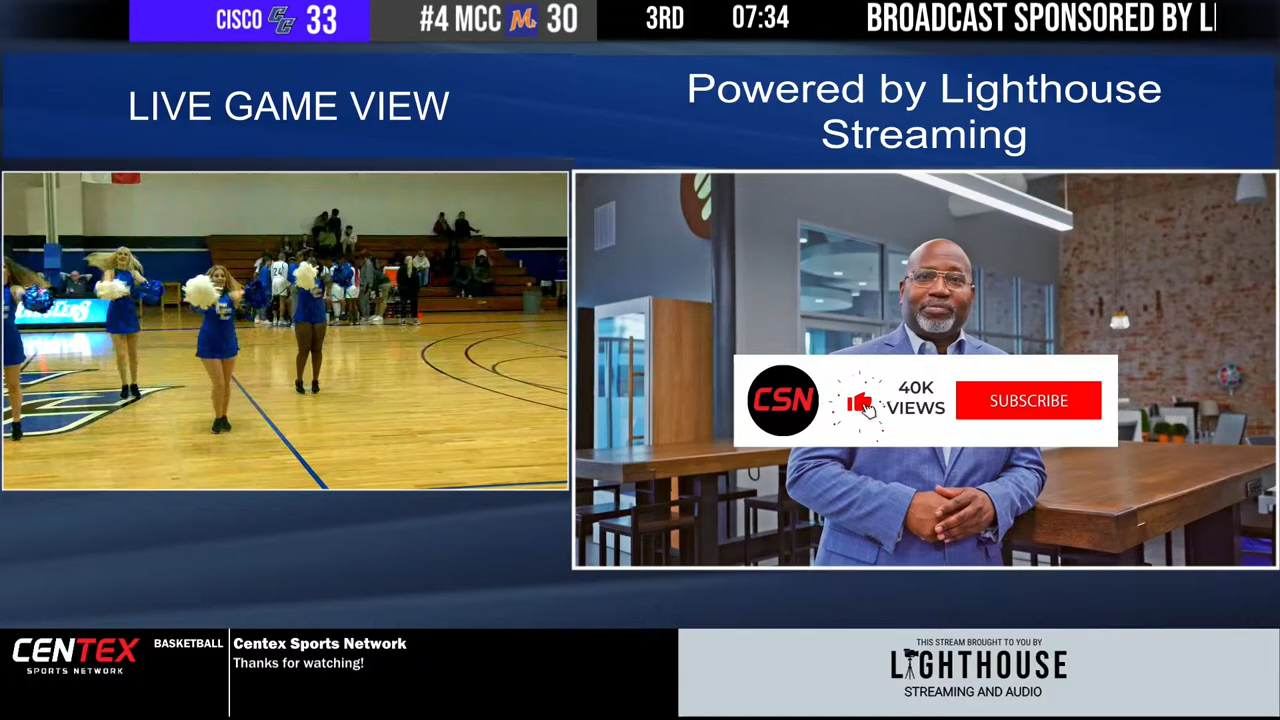 CISCO CC 33 #4 MCC M 30 3RD 07:34 BROADCAST SPONSORED BY L
LIVE GAME VIEW
Powered by Lighthouse
Streaming
24
CSN
40K
VIEWS
SUBSCRIBE
CENTEX
SPORTS NETWORK
BASKETBALL
Centex Sports Network
Thanks for watching!
THIS STREAM BROUGHT TO YOU BY
LIGHTHOUSE
STREAMING AND AUDIO